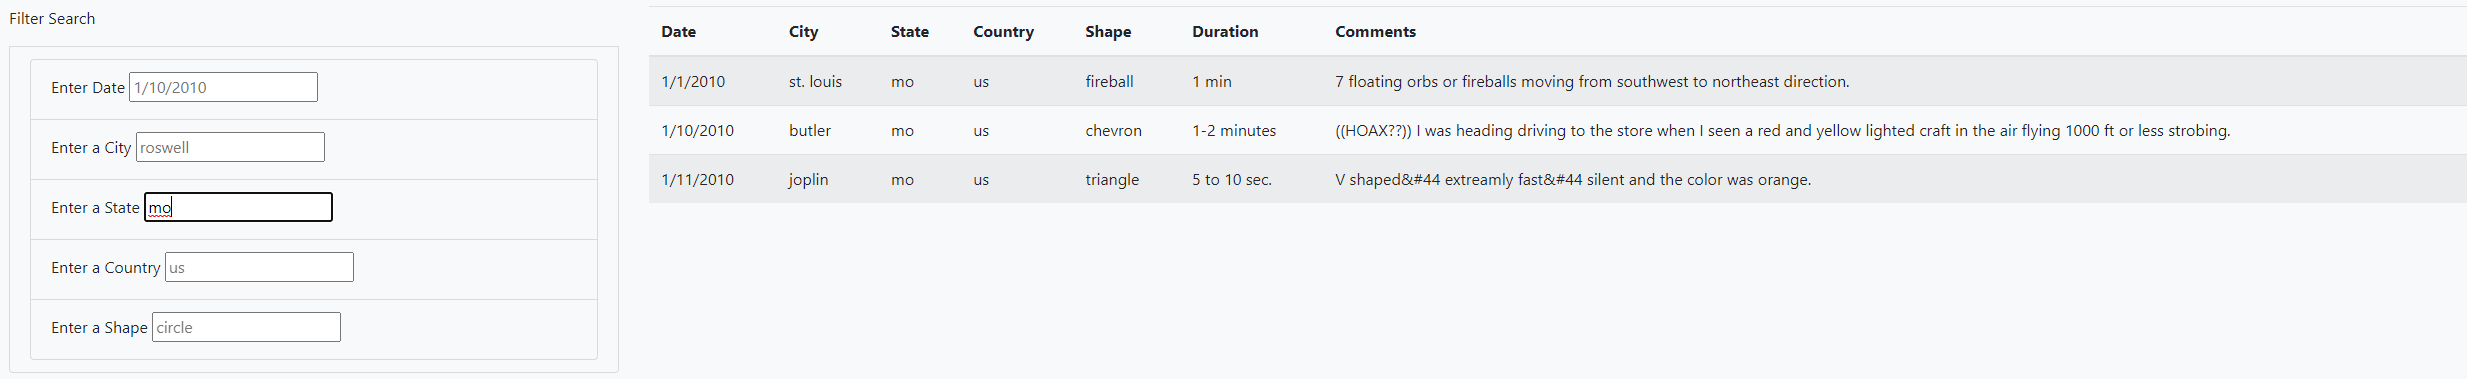 Filter Search
Enter Date 1/10/2010
Enter a City roswell
Enter a State mo
Enter a Country us
Enter a Shape circle
Date City State Country Shape Duration Comments
1/1/2010 st. louis mo us fireball 1 min 7 floating orbs or fireballs moving from southwest to northeast direction.
1/10/2010 butler mo us chevron 1-2 minutes ((HOAX??)) I was heading driving to the store when I seen a red and yellow lighted craft in the air flying 1000 ft or less strobing.
1/11/2010 joplin mo us triangle 5 to 10 sec. V shaped&#44 extreamly fast&#44 silent and the color was orange.